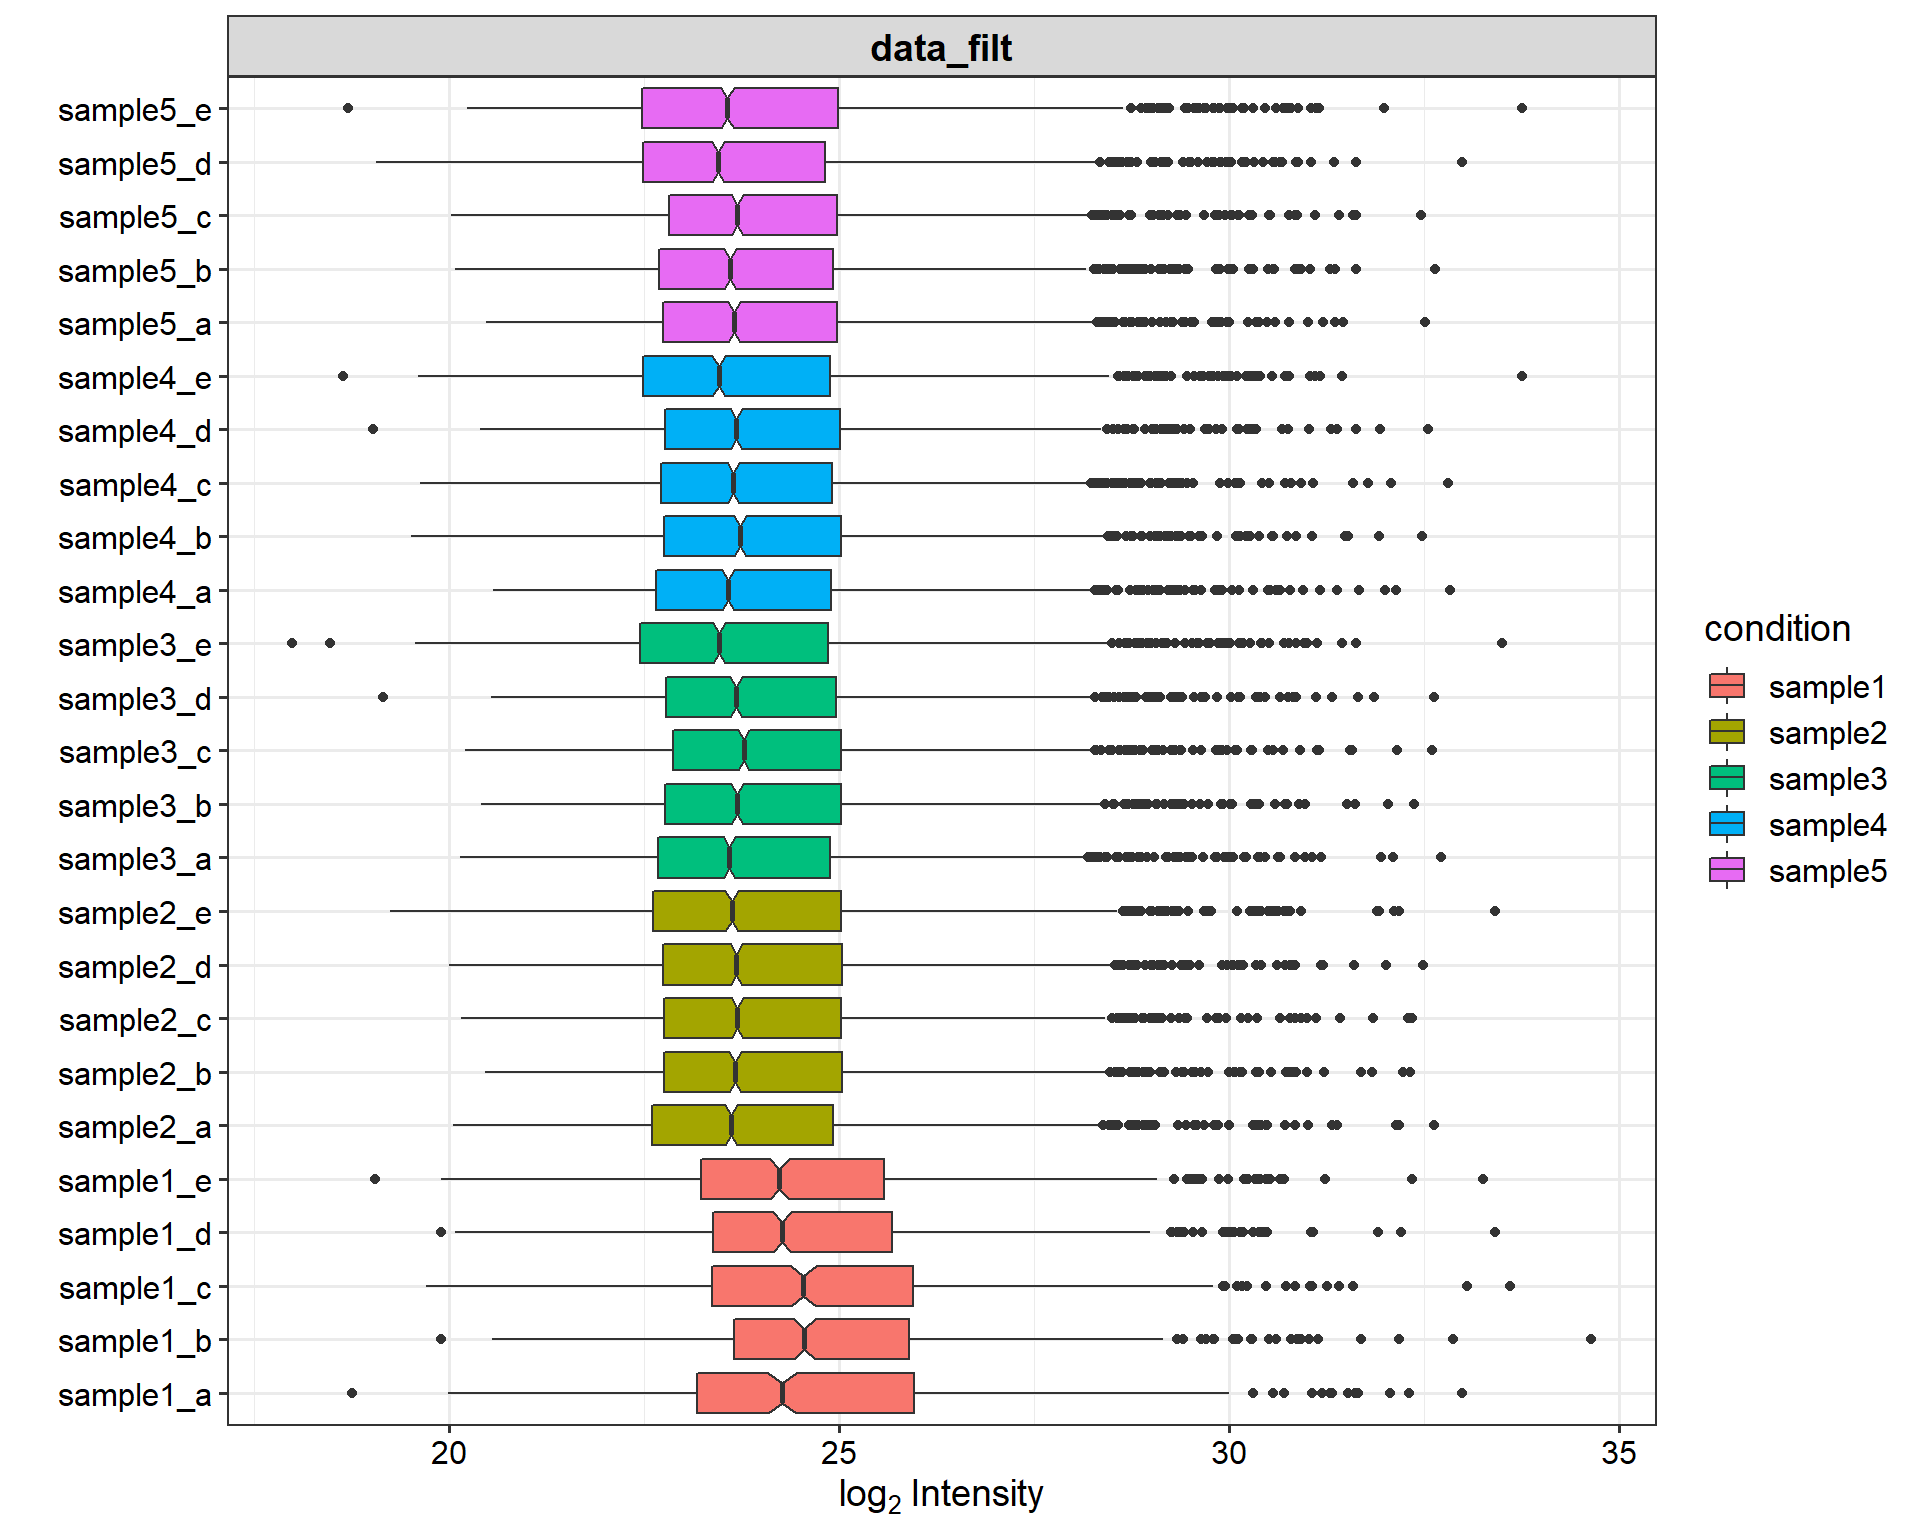 data_filt
sample5_e
sample5_d
sample5_c
sample5_b
sample5_a
sample4_e
sample4_d
sample4_c
sample4_b
sample4_a
sample3_e
sample3_d
sample3_c
sample3_b
sample3_a
sample2_e
sample2_d
sample2_c
sample2_b
sample2_a
sample1_e
sample1_d
sample1_c
sample1_b
sample1_a
20 25 30 35
log₂ Intensity
condition
sample1
sample2
sample3
sample4
sample5